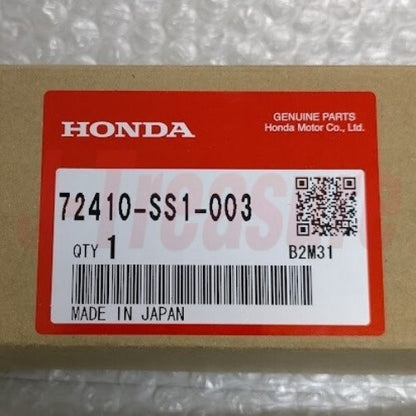 GENUINE PARTS
HONDA Honda Motor Co., Ltd.
72410-SS1-003
QTY 1 B2M31
MADE IN JAPAN